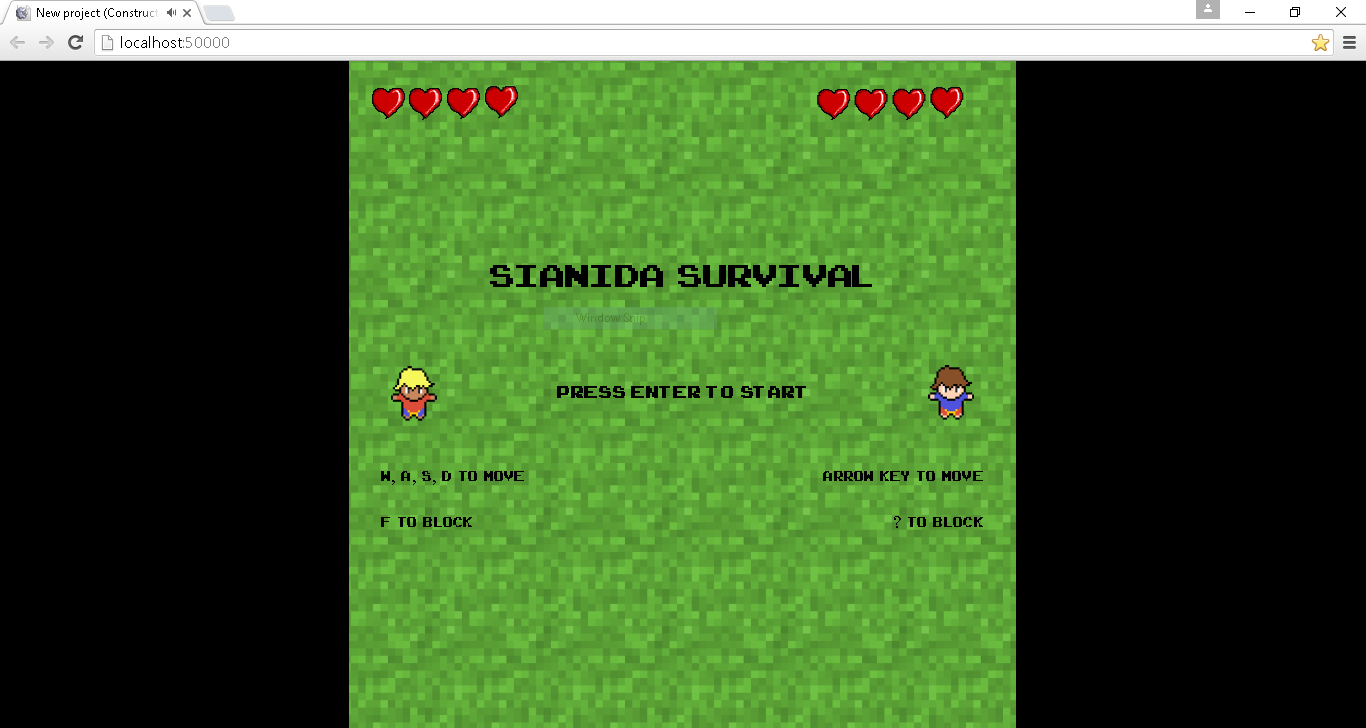 New project (Construct
localhost:50000
SIANIDA SURVIVAL
Window Snip
PRESS ENTER TO START
W, A, S, D TO MOVE
ARROW KEY TO MOVE
F TO BLOCK
? TO BLOCK